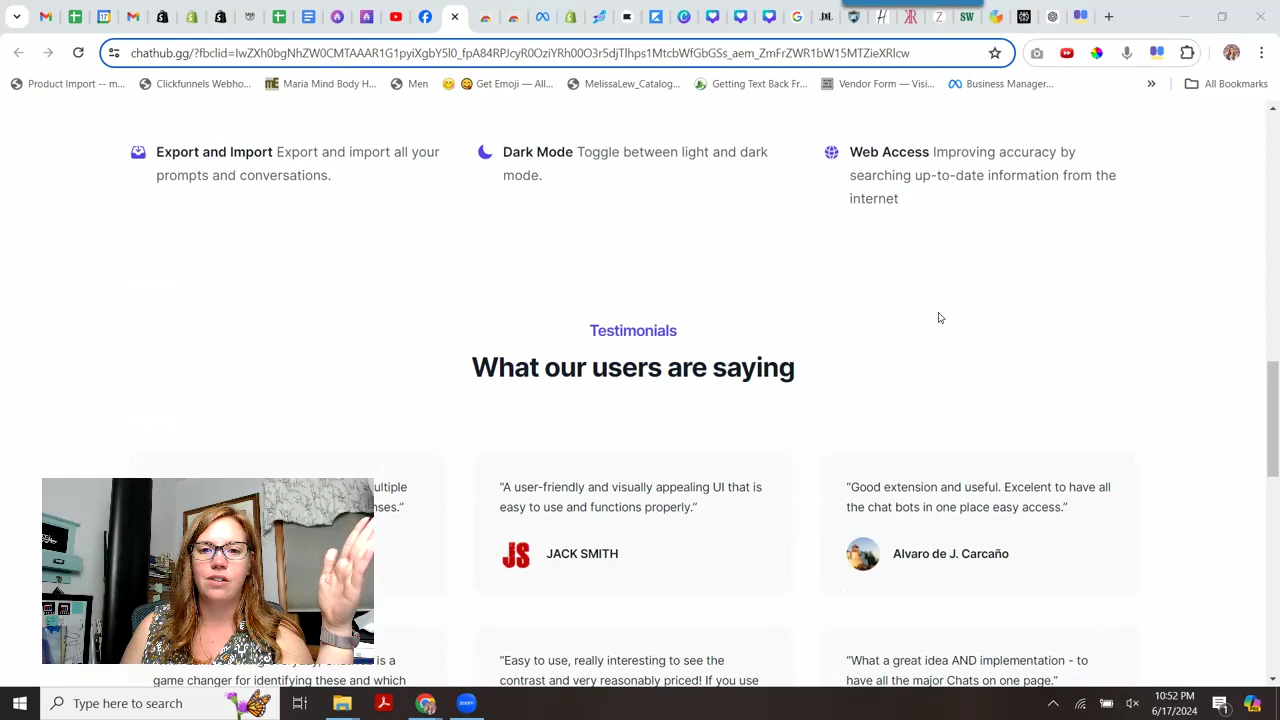 chathub.gg/?fbclid=IwZXh0bgNhZW0CMTAAAR1G1pyiXgbY5l0_fpA84RPJcyR0OziYRh00O3r5djTlhps1MtcbWfGbGSs_aem_ZmFrZWR1bW15MTZieXRlcw
Product Import -- m...
Clickfunnels Webho...
Maria Mind Body H...
Men
Get Emoji — All...
MelissaLew_Catalog...
Getting Text Back Fr...
Vendor Form — Visi...
Business Manager...
»
All Bookmarks
Export and Import Export and import all your
prompts and conversations.
Dark Mode Toggle between light and dark
mode.
Web Access Improving accuracy by
searching up-to-date information from the
internet
Testimonials
What our users are saying
ultiple
nses.”
“A user-friendly and visually appealing UI that is
easy to use and functions properly.”
JS JACK SMITH
“Good extension and useful. Excelent to have all
the chat bots in one place easy access.”
Alvaro de J. Carcaño
is a
game changer for identifying these and which
“Easy to use, really interesting to see the
contrast and very reasonably priced! If you use
“What a great idea AND implementation - to
have all the major Chats on one page.”
Type here to search
zoom
10:52 PM
6/17/2024